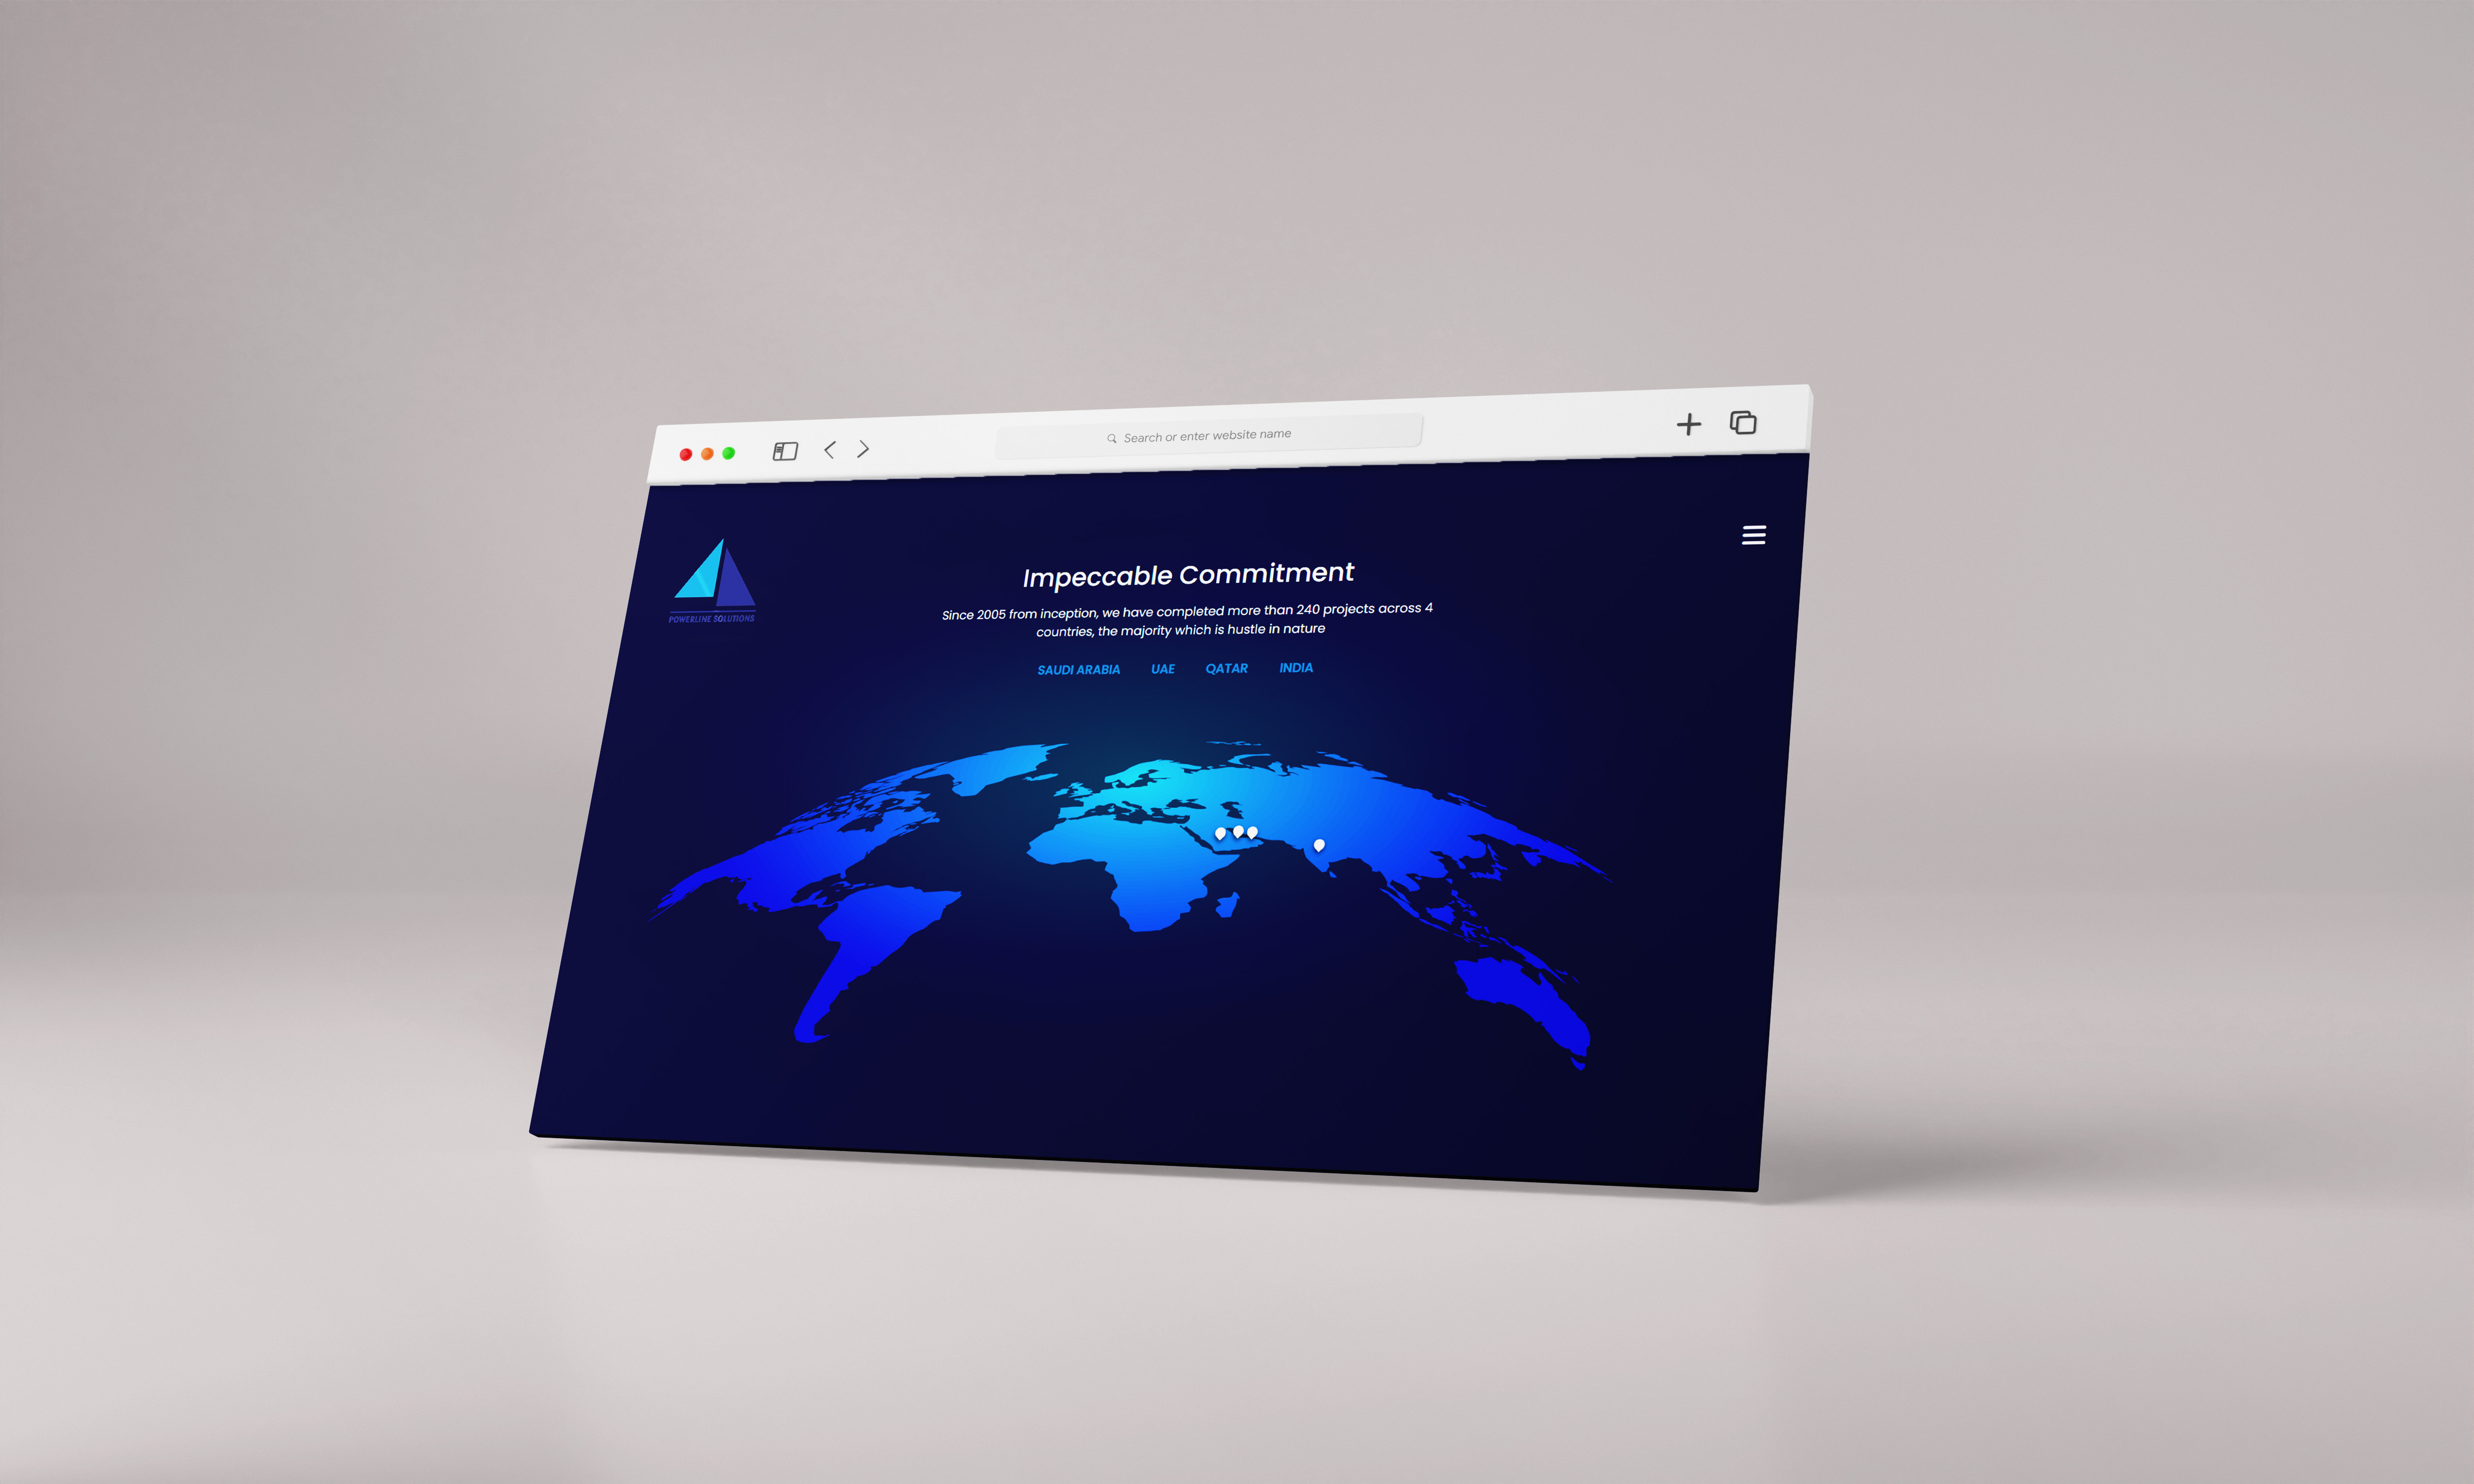 Search or enter website name
POWERLINE SOLUTIONS
Impeccable Commitment
Since 2005 from inception, we have completed more than 240 projects across 4
countries, the majority which is hustle in nature
SAUDI ARABIA UAE QATAR INDIA